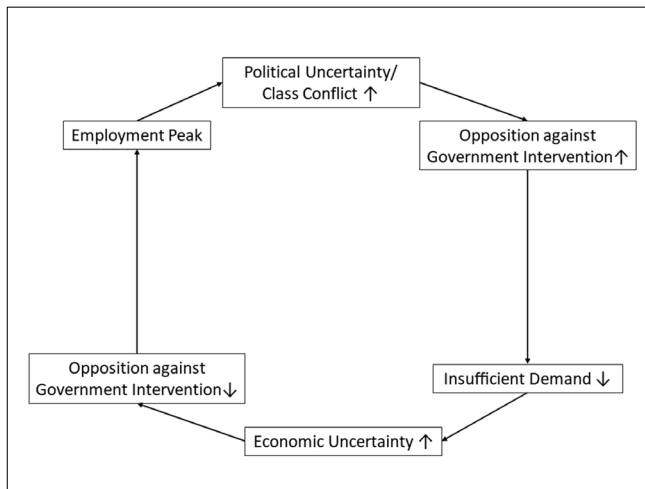 Political Uncertainty/
Class Conflict ↑
Employment Peak
Opposition against
Government Intervention↑
Opposition against
Government Intervention↓
Insufficient Demand ↓
Economic Uncertainty ↑